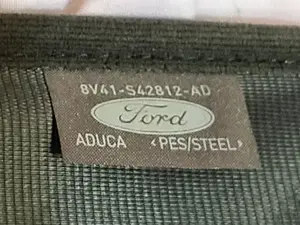 8V41-S42812-AD
Ford
ADUCA <PES/STEEL>